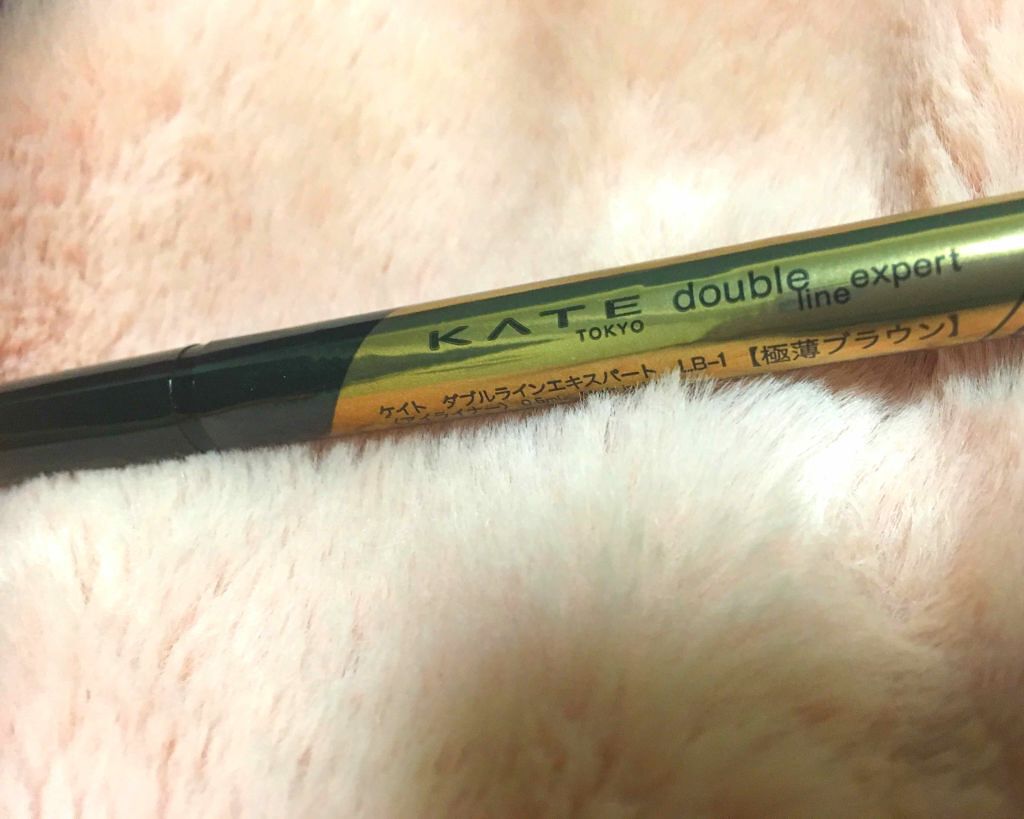 KATE
TOKYO
double
line expert
ケイト ダブルラインエキスパート LB-1 【極薄ブラウン】